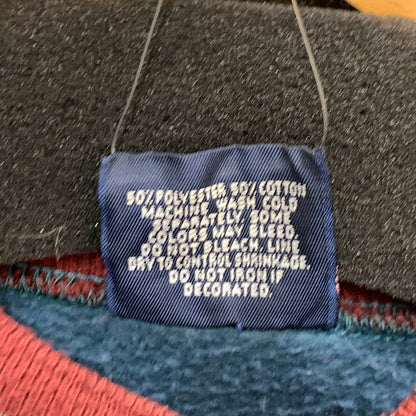 50% POLYESTER 50% COTTON
MACHINE WASH COLD
SEPARATELY. SOME
COLORS MAY BLEED.
DO NOT BLEACH. LINE
DRY TO CONTROL SHRINKAGE.
DO NOT IRON IF
DECORATED.